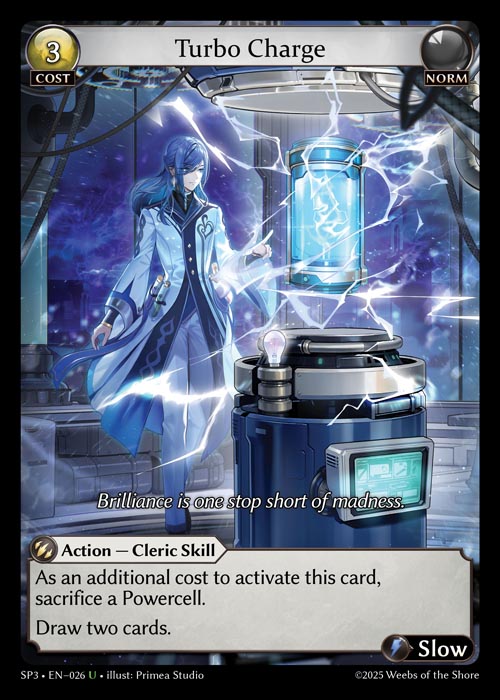 3
Turbo Charge
COST
NORM
Brilliance is one stop short of madness.
Action — Cleric Skill
As an additional cost to activate this card,
sacrifice a Powercell.
Draw two cards.
Slow
SP3 • EN–026 U • illust: Primea Studio
©2025 Weebs of the Shore